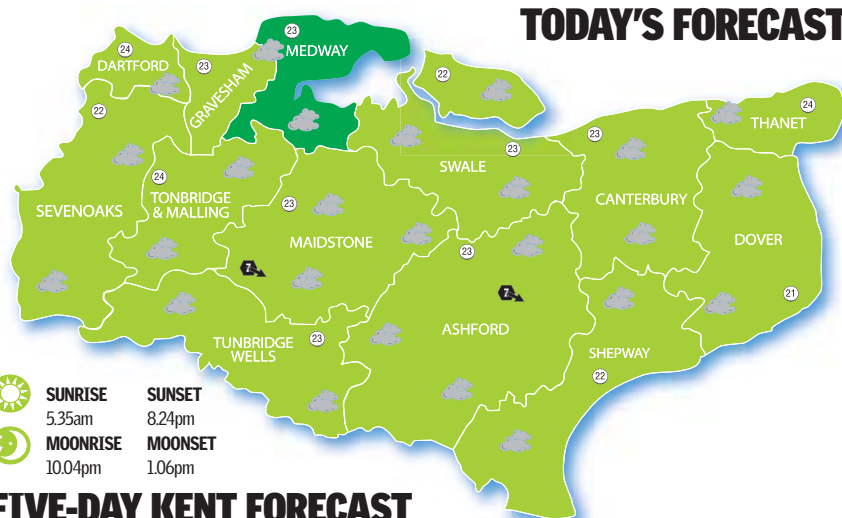 TODAY'S FORECAST
23
MEDWAY
24
DARTFORD
23
GRAVESHAM
22
22
24
THANET
23
SWALE
23
24
TONBRIDGE
& MALLING
SEVENOAKS
23
MAIDSTONE
CANTERBURY
DOVER
23
7
7
21
ASHFORD
23
TUNBRIDGE
WELLS
SHEPWAY
22
SUNRISE SUNSET
5.35am 8.24pm
MOONRISE MOONSET
10.04pm 1.06pm
FIVE-DAY KENT FORECAST